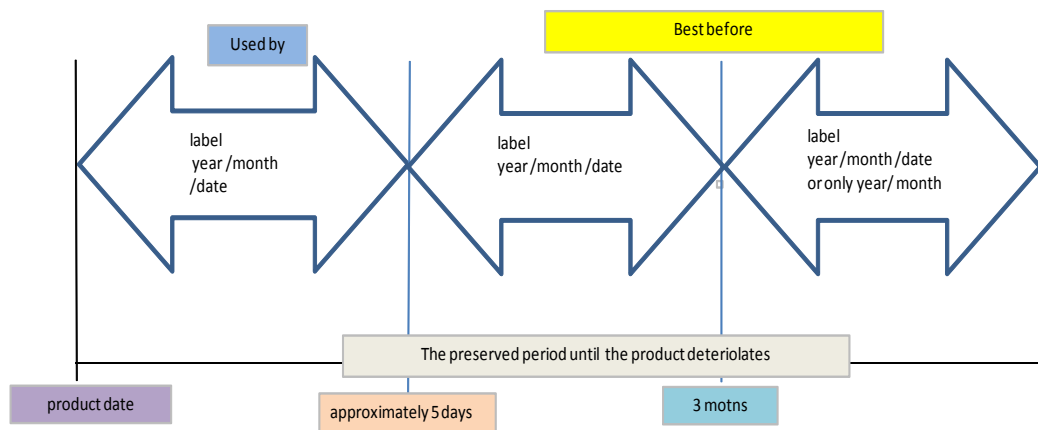 Used by
Best before
label
year/month
/date
label
year/month/date
label
year/month/date
or only year/ month
The preserved period until the product deteriolates
product date
approximately 5 days
3 motns